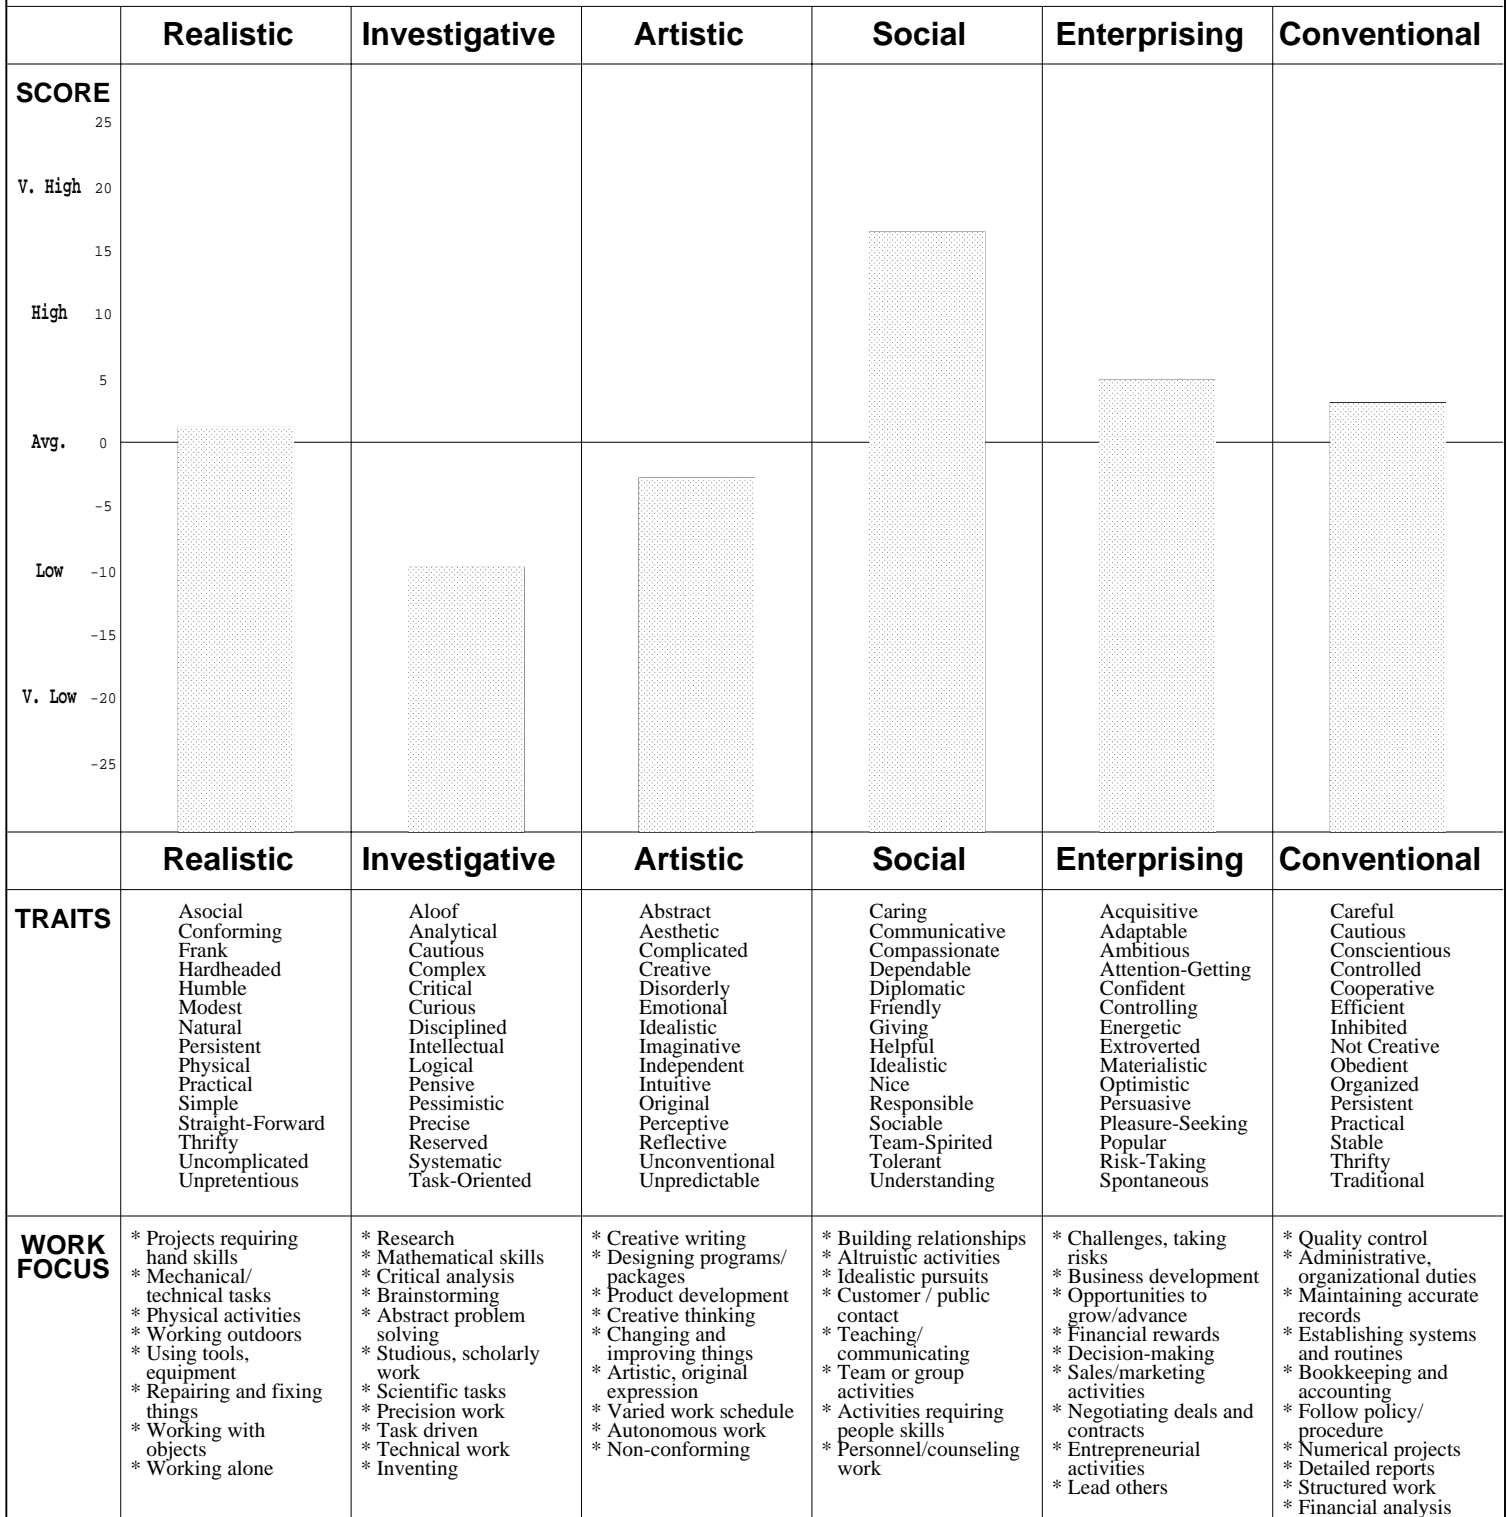 Realistic Investigative Artistic Social Enterprising Conventional
SCORE
25
V. High 20
15
High 10
5
Avg. 0
-5
Low -10
-15
V. Low -20
-25
Realistic Investigative Artistic Social Enterprising Conventional
TRAITS
Asocial
Conforming
Frank
Hardheaded
Humble
Modest
Natural
Persistent
Physical
Practical
Simple
Straight-Forward
Thrifty
Uncomplicated
Unpretentious
Aloof
Analytical
Cautious
Complex
Critical
Curious
Disciplined
Intellectual
Logical
Pensive
Pessimistic
Precise
Reserved
Systematic
Task-Oriented
Abstract
Aesthetic
Complicated
Creative
Disorderly
Emotional
Idealistic
Imaginative
Independent
Intuitive
Original
Perceptive
Reflective
Unconventional
Unpredictable
Caring
Communicative
Compassionate
Dependable
Diplomatic
Friendly
Giving
Helpful
Idealistic
Nice
Responsible
Sociable
Team-Spirited
Tolerant
Understanding
Acquisitive
Adaptable
Ambitious
Attention-Getting
Confident
Controlling
Energetic
Extroverted
Materialistic
Optimistic
Persuasive
Pleasure-Seeking
Popular
Risk-Taking
Spontaneous
Careful
Cautious
Conscientious
Controlled
Cooperative
Efficient
Inhibited
Not Creative
Obedient
Organized
Persistent
Practical
Stable
Thrifty
Traditional
WORK
FOCUS
* Projects requiring
hand skills
* Mechanical/
technical tasks
* Physical activities
* Working outdoors
* Using tools,
equipment
* Repairing and fixing
things
* Working with
objects
* Working alone
* Research
* Mathematical skills
* Critical analysis
* Brainstorming
* Abstract problem
solving
* Studious, scholarly
work
* Scientific tasks
* Precision work
* Task driven
* Technical work
* Inventing
* Creative writing
* Designing programs/
packages
* Product development
* Creative thinking
* Changing and
improving things
* Artistic, original
expression
* Varied work schedule
* Autonomous work
* Non-conforming
* Building relationships
* Altruistic activities
* Idealistic pursuits
* Customer / public
contact
* Teaching/
communicating
* Team or group
activities
* Activities requiring
people skills
* Personnel/counseling
work
* Challenges, taking
risks
* Business development
* Opportunities to
grow/advance
* Financial rewards
* Decision-making
* Sales/marketing
activities
* Negotiating deals and
contracts
* Entrepreneurial
activities
* Lead others
* Quality control
* Administrative,
organizational duties
* Maintaining accurate
records
* Establishing systems
and routines
* Bookkeeping and
accounting
* Follow policy/
procedure
* Numerical projects
* Detailed reports
* Structured work
* Financial analysis